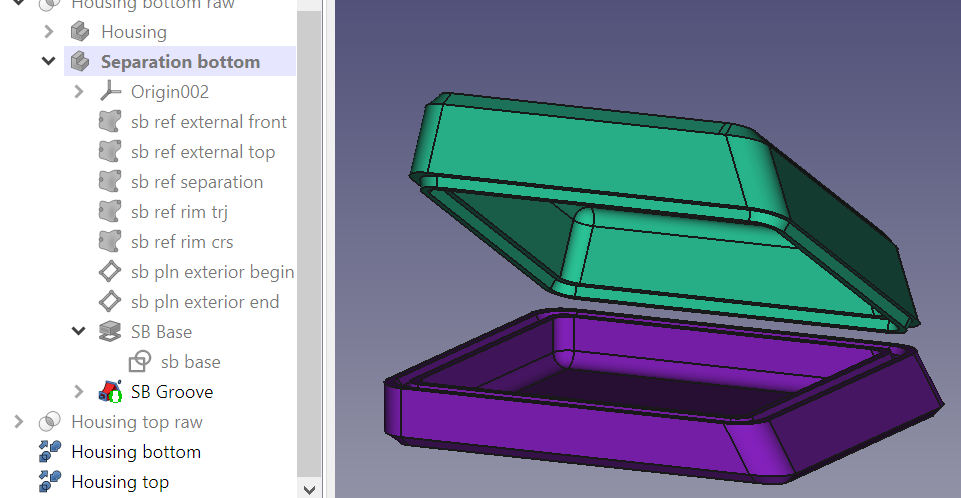 Housing bottom raw
Housing
Separation bottom
Origin002
sb ref external front
sb ref external top
sb ref separation
sb ref rim trj
sb ref rim crs
sb pln exterior begin
sb pln exterior end
SB Base
sb base
SB Groove
Housing top raw
Housing bottom
Housing top